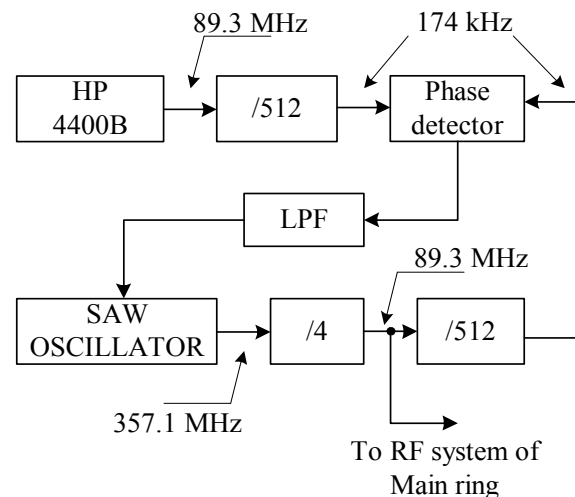 89.3 MHz
174 kHz
HP
4400B
/512
Phase
detector
LPF
89.3 MHz
SAW
OSCILLATOR
/4
/512
357.1 MHz
To RF system of
Main ring